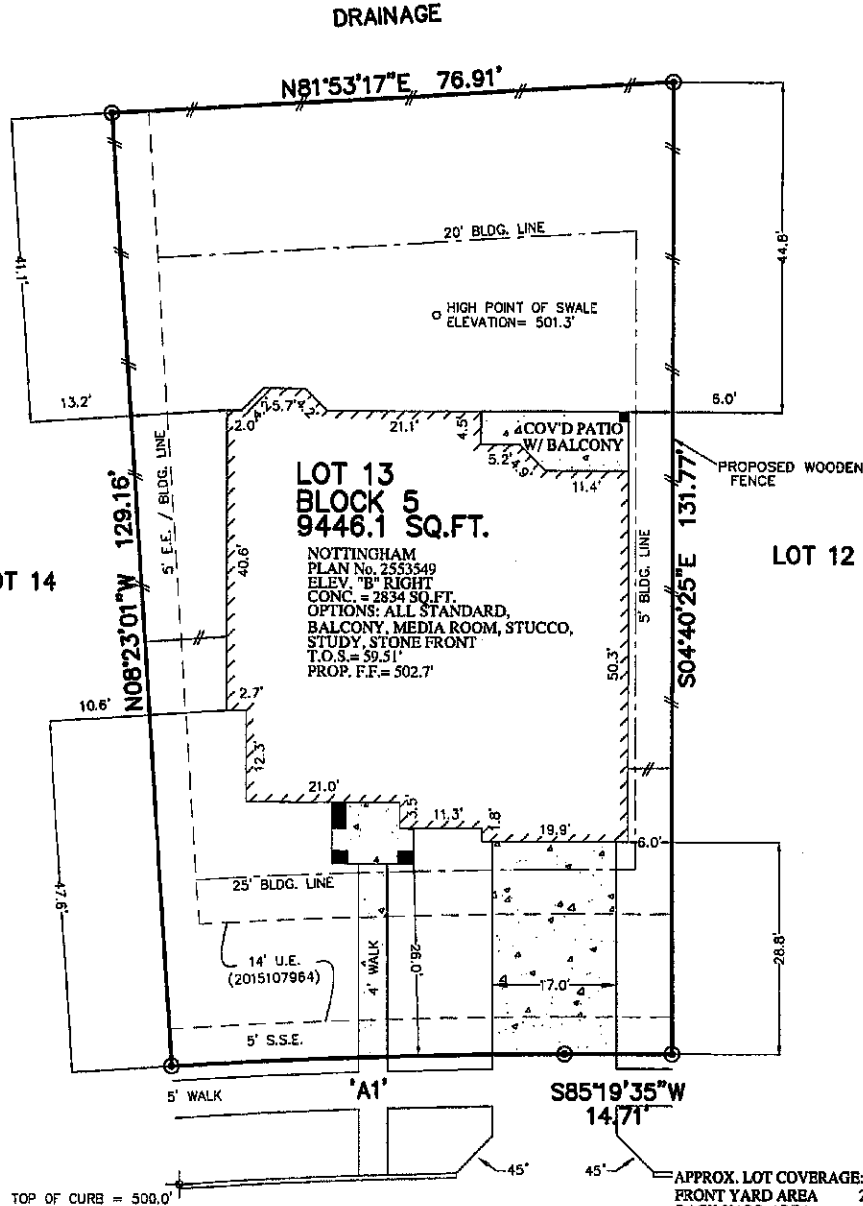 DRAINAGE
N81°53'17"E 76.91'
41.1'
20' BLDG. LINE
44.8'
HIGH POINT OF SWALE
ELEVATION= 501.3'
13.2'
2.0'
5.7'
21.1'
4.5'
COV'D PATIO
W/ BALCONY
6.0'
5.2'
4.9'
11.4'
PROPOSED WOODEN
FENCE
LOT 13
BLOCK 5
9446.1 SQ.FT.
N08°23'01"W 129.16'
5' E.E. / BLDG. LINE
40.6'
NOTTINGHAM
PLAN No. 2553549
ELEV. "B" RIGHT
CONC. = 2834 SQ.FT.
OPTIONS: ALL STANDARD,
BALCONY, MEDIA ROOM, STUCCO,
STUDY, STONE FRONT
T.O.S.= 59.51'
PROP. F.F.= 502.7'
50.3'
5' BLDG. LINE
S04°40'25"E 131.77'
LOT 12
OT 14
10.6'
2.7'
12.3'
21.0'
3.5'
11.3'
1.8'
19.9'
6.0'
47.6'
25' BLDG. LINE
14' U.E.
(2015107964)
4' WALK
26.0'
17.0'
28.8'
5' S.S.E.
5' WALK
'A1'
S85°19'35"W
14.71'
45°
45°
TOP OF CURB = 500.0'
APPROX. LOT COVERAGE:
FRONT YARD AREA 2